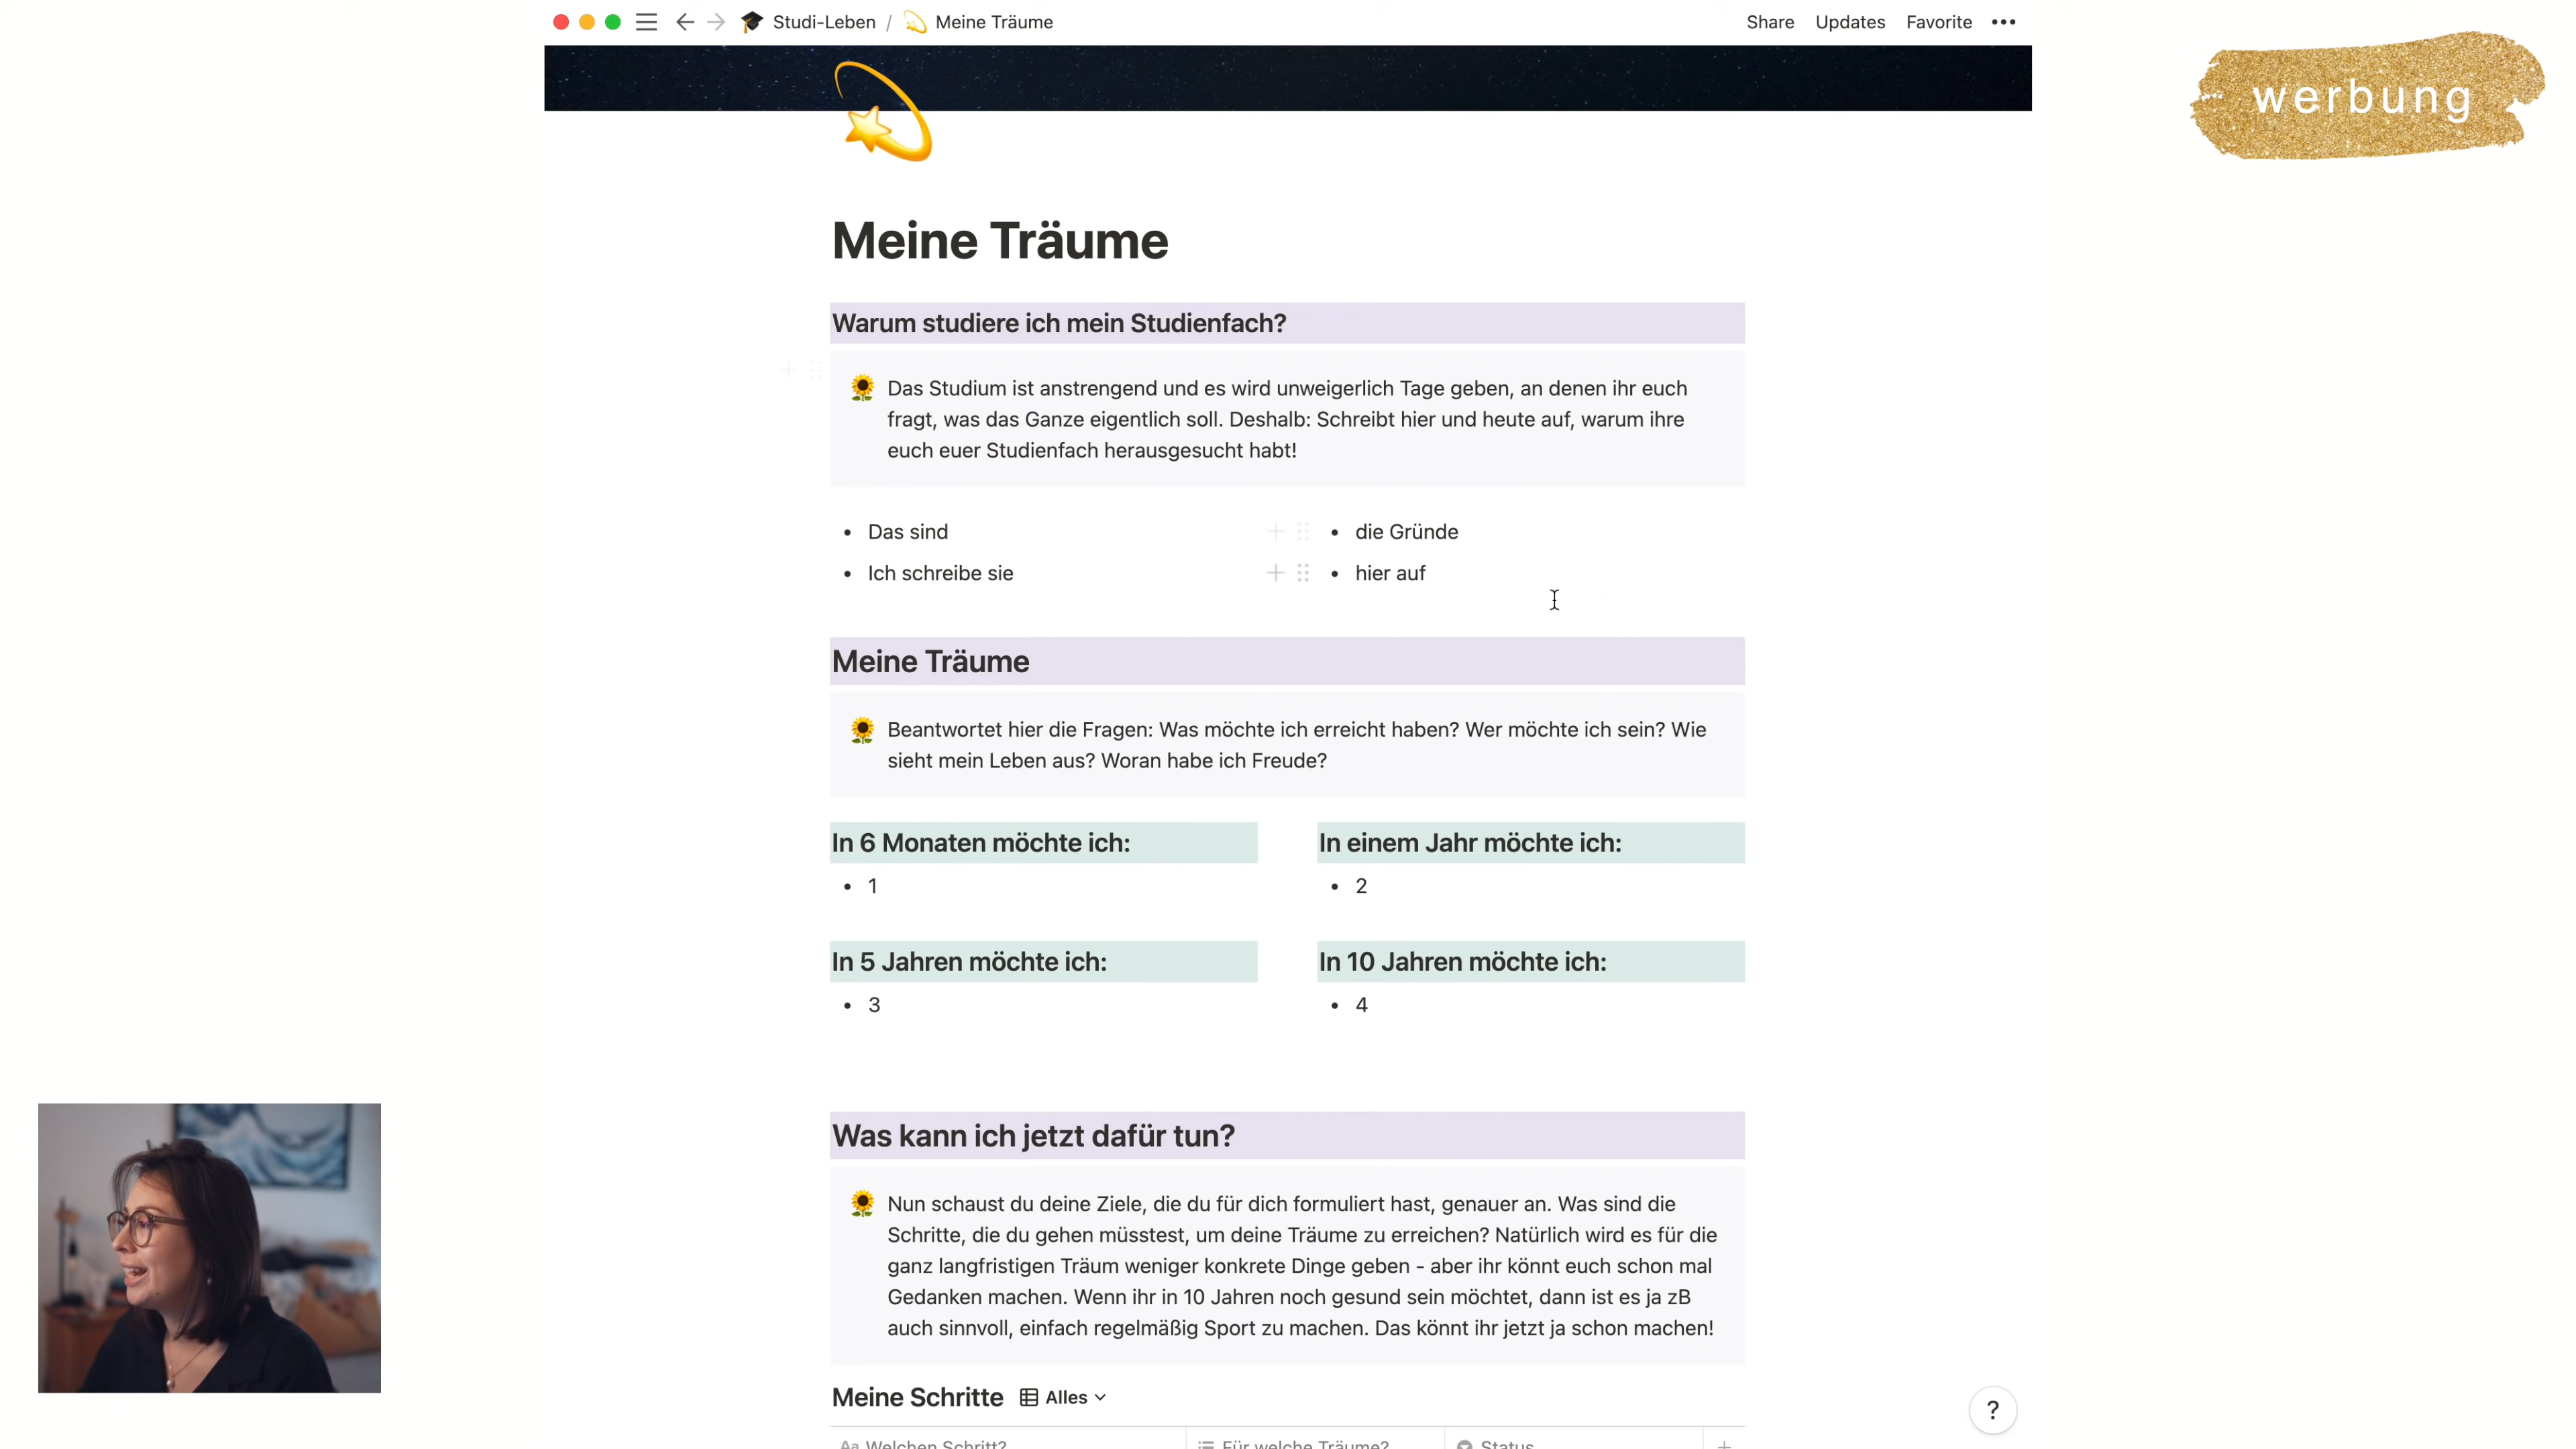 Studi-Leben / Meine Träume
Share Updates Favorite
werbung
Meine Träume
Warum studiere ich mein Studienfach?
Das Studium ist anstrengend und es wird unweigerlich Tage geben, an denen ihr euch
fragt, was das Ganze eigentlich soll. Deshalb: Schreibt hier und heute auf, warum ihre
euch euer Studienfach herausgesucht habt!
• Das sind
• Ich schreibe sie
• die Gründe
• hier auf
Meine Träume
Beantwortet hier die Fragen: Was möchte ich erreicht haben? Wer möchte ich sein? Wie
sieht mein Leben aus? Woran habe ich Freude?
In 6 Monaten möchte ich:
• 1
In einem Jahr möchte ich:
• 2
In 5 Jahren möchte ich:
• 3
In 10 Jahren möchte ich:
• 4
Was kann ich jetzt dafür tun?
Nun schaust du deine Ziele, die du für dich formuliert hast, genauer an. Was sind die
Schritte, die du gehen müsstest, um deine Träume zu erreichen? Natürlich wird es für die
ganz langfristigen Träum weniger konkrete Dinge geben - aber ihr könnt euch schon mal
Gedanken machen. Wenn ihr in 10 Jahren noch gesund sein möchtet, dann ist es ja zB
auch sinnvoll, einfach regelmäßig Sport zu machen. Das könnt ihr jetzt ja schon machen!
Meine Schritte Alles
Aa Welchen Schritt? Für welche Träume? Status +
?